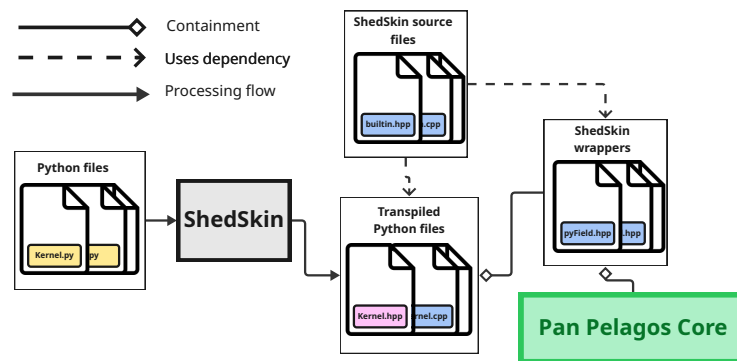 Containment
Uses dependency
Processing flow
ShedSkin source
files
builtin.hpp
.cpp
ShedSkin
wrappers
pyField.hpp
.hpp
Python files
Kernel.py
py
ShedSkin
Transpiled
Python files
Kernel.hpp
rnel.cpp
Pan Pelagos Core